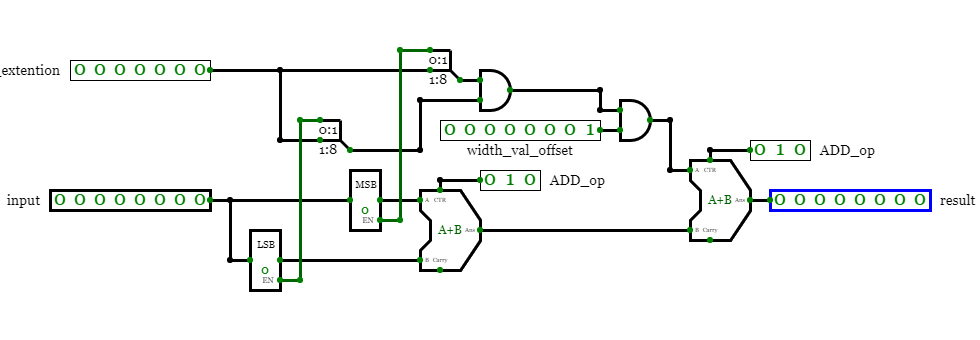 0:1
_extention 0 0 0 0 0 0 0
1:8
0:1
1:8
0 0 0 0 0 0 0 1
width_val_offset
0 1 0 ADD_op
A CTR
0 1 0 ADD_op
MSB
0
EN
input 0 0 0 0 0 0 0 0
A CTR
A+B Ans
B Carry
A+B Ans
B Carry
0 0 0 0 0 0 0 0 result
LSB
0
EN